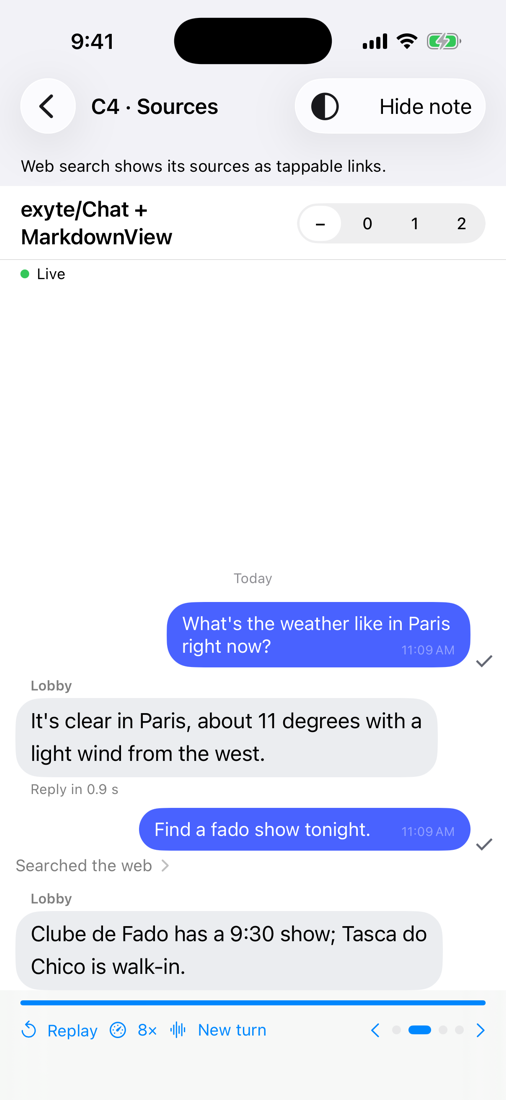 9:41
C4 · Sources
Hide note
Web search shows its sources as tappable links.
exyte/Chat +
MarkdownView
– 0 1 2
Live
Today
What's the weather like in Paris
right now?
11:09 AM
Lobby
It's clear in Paris, about 11 degrees with a
light wind from the west.
Reply in 0.9 s
Find a fado show tonight.
11:09 AM
Searched the web
Lobby
Clube de Fado has a 9:30 show; Tasca do
Chico is walk-in.
Replay 8× New turn